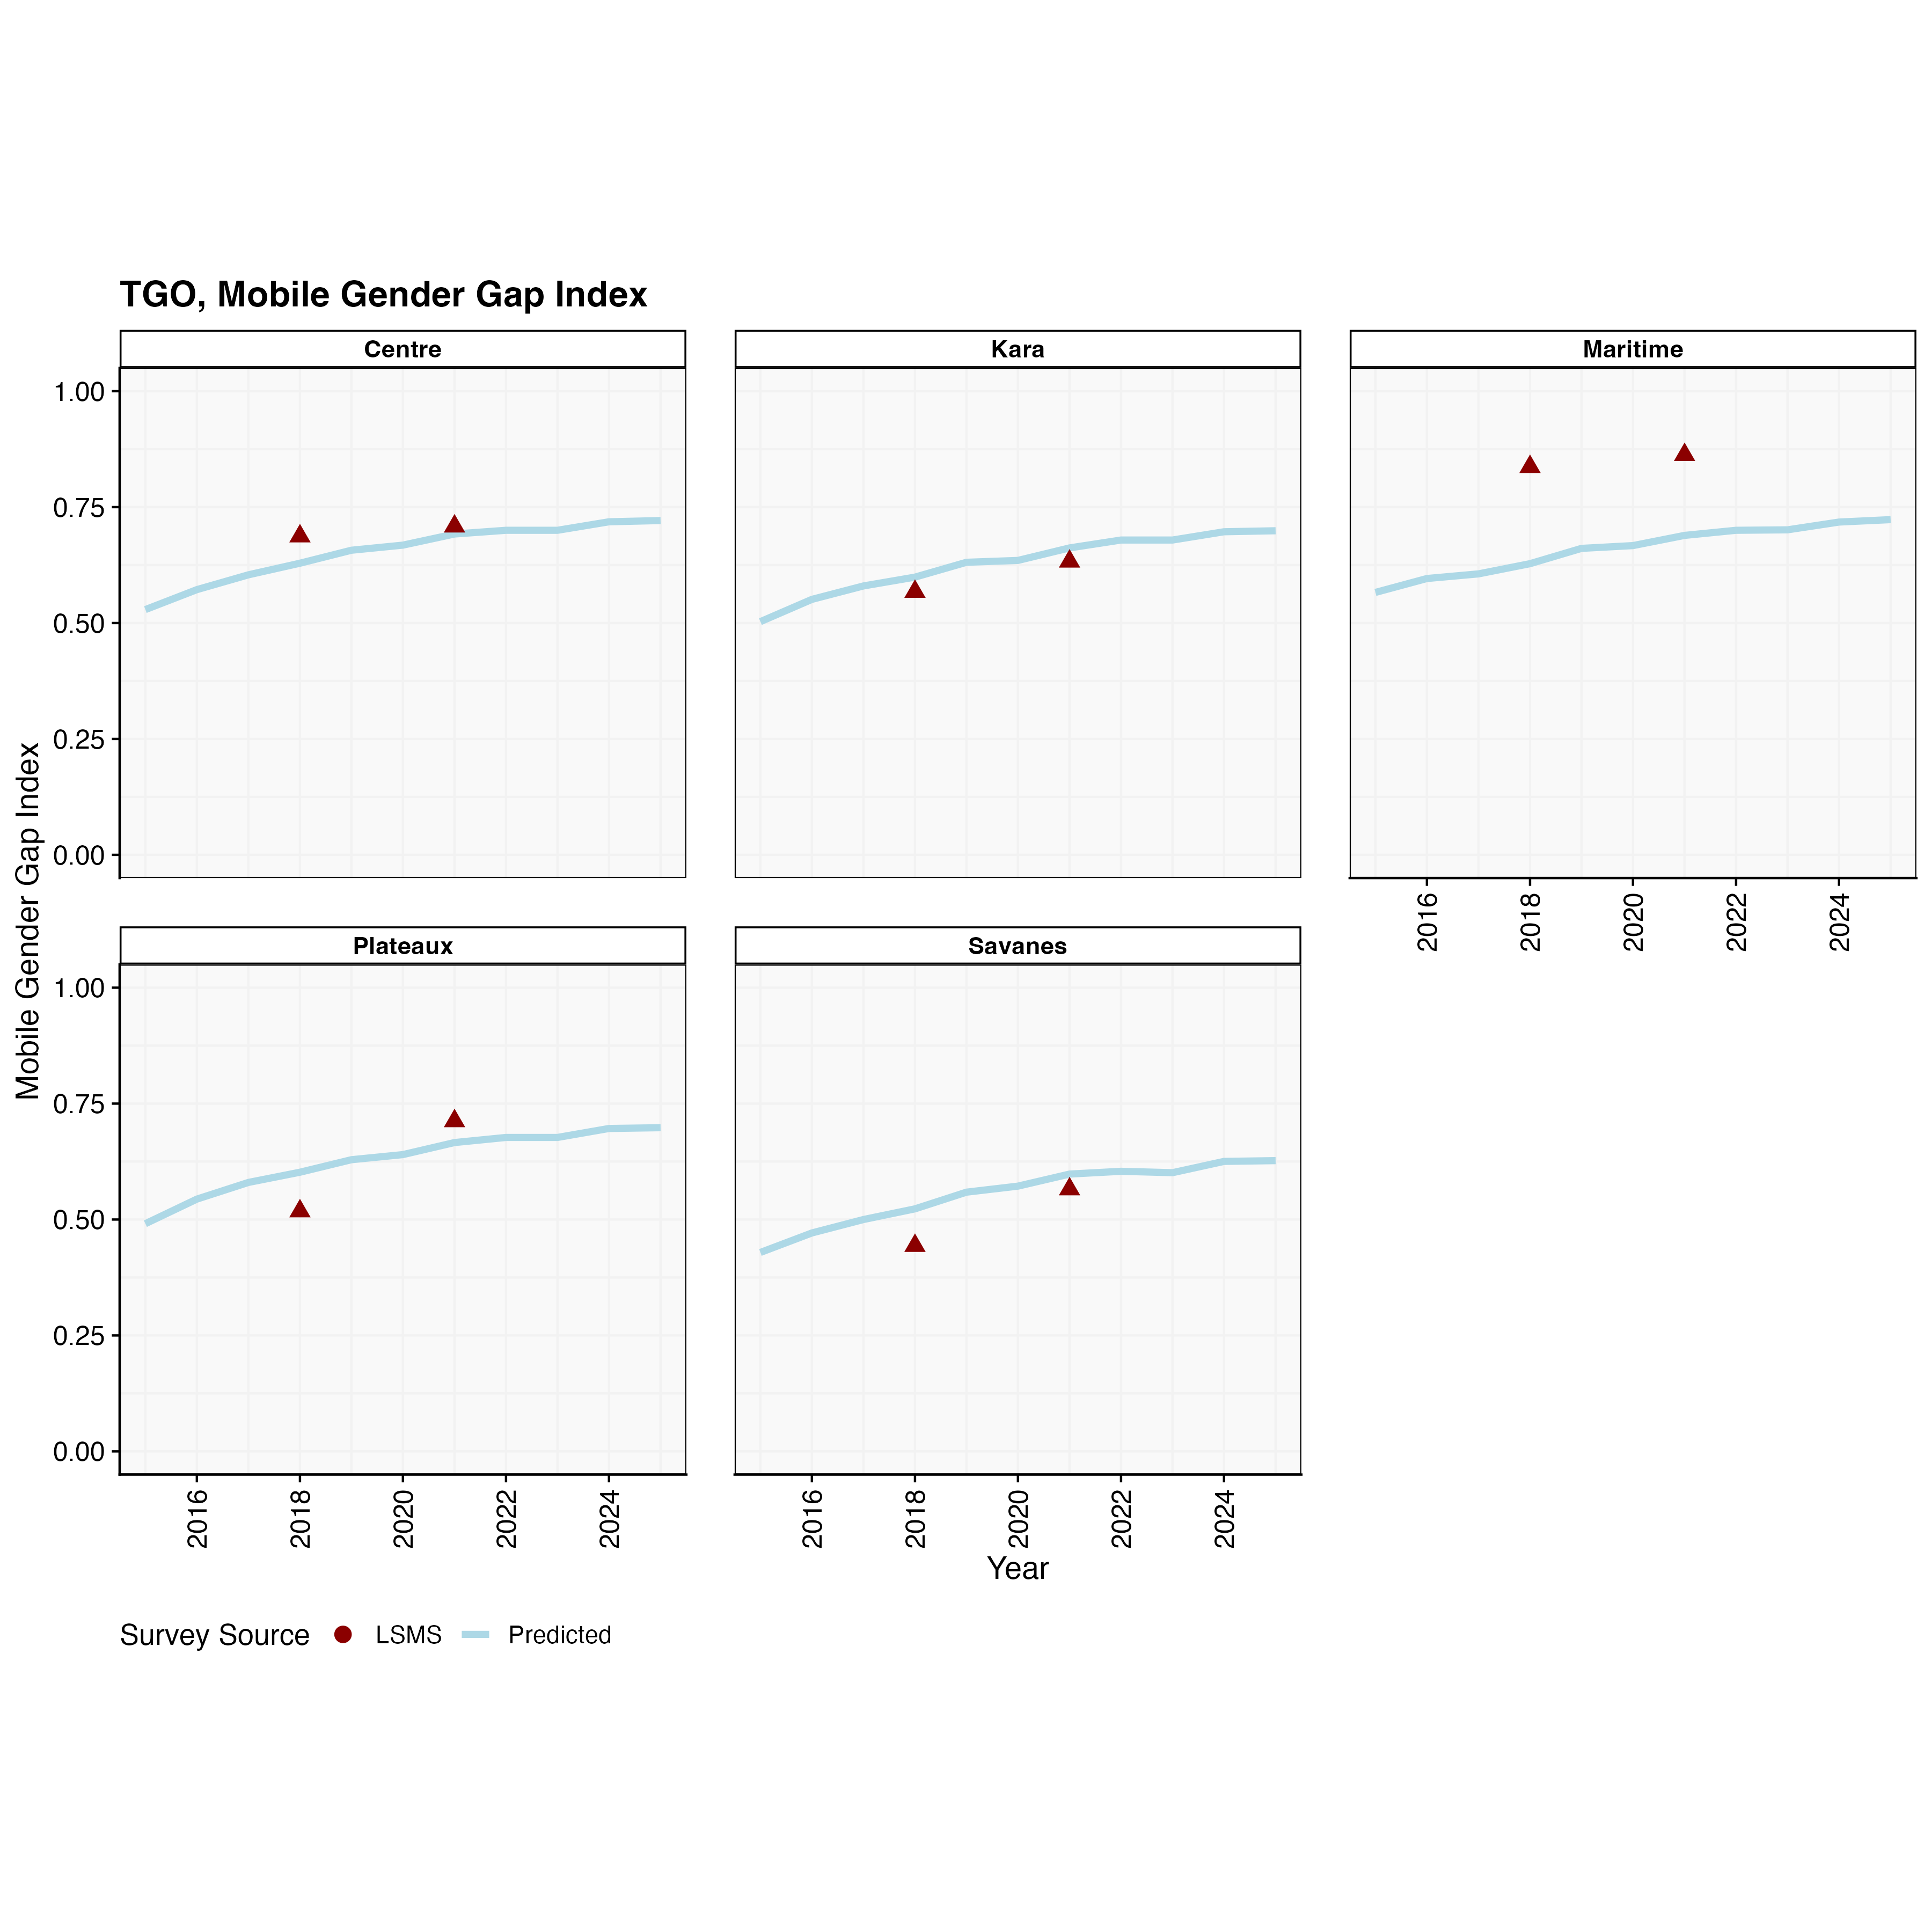 TGO, Mobile Gender Gap Index
Centre
Kara
Maritime
1.00
0.75
0.50
0.25
0.00
2016
2018
2020
2022
2024
Plateaux
Savanes
1.00
0.75
0.50
0.25
0.00
2016
2018
2020
2022
2024
2016
2018
2020
2022
2024
Mobile Gender Gap Index
Year
Survey Source LSMS Predicted